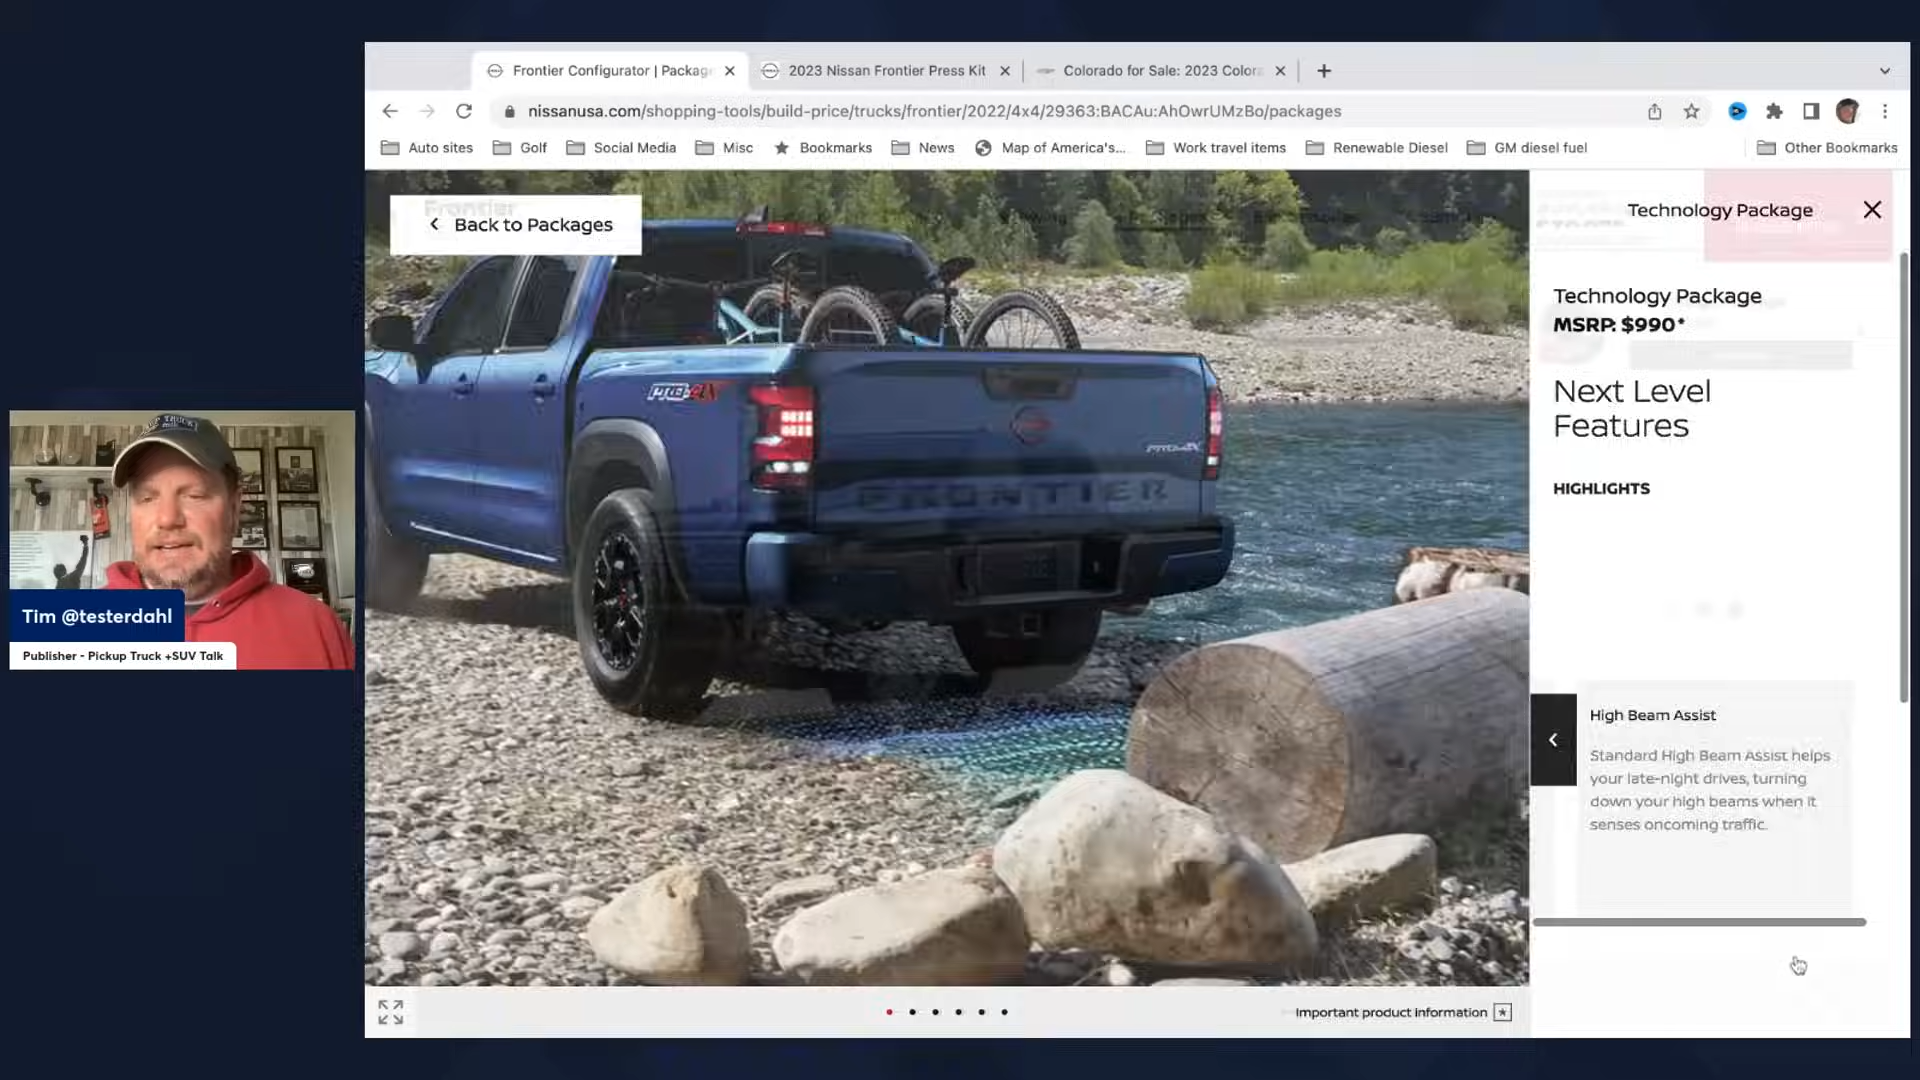 Frontier Configurator | Packag
2023 Nissan Frontier Press Kit
Colorado for Sale: 2023 Colora
nissanusa.com/shopping-tools/build-price/trucks/frontier/2022/4x4/29363:BACAu:AhOwrUMzBo/packages
Auto sites
Golf
Social Media
Misc
Bookmarks
News
Map of America's...
Work travel items
Renewable Diesel
GM diesel fuel
Other Bookmarks
Frontier
Back to Packages
Technology Package
Technology Package
MSRP: $990*
Next Level
Features
HIGHLIGHTS
PRO-4X
PRO-4X
FRONTIER
High Beam Assist
Standard High Beam Assist helps
your late-night drives, turning
down your high beams when it
senses oncoming traffic.
Tim @testerdahl
Publisher - Pickup Truck +SUV Talk
Important product information